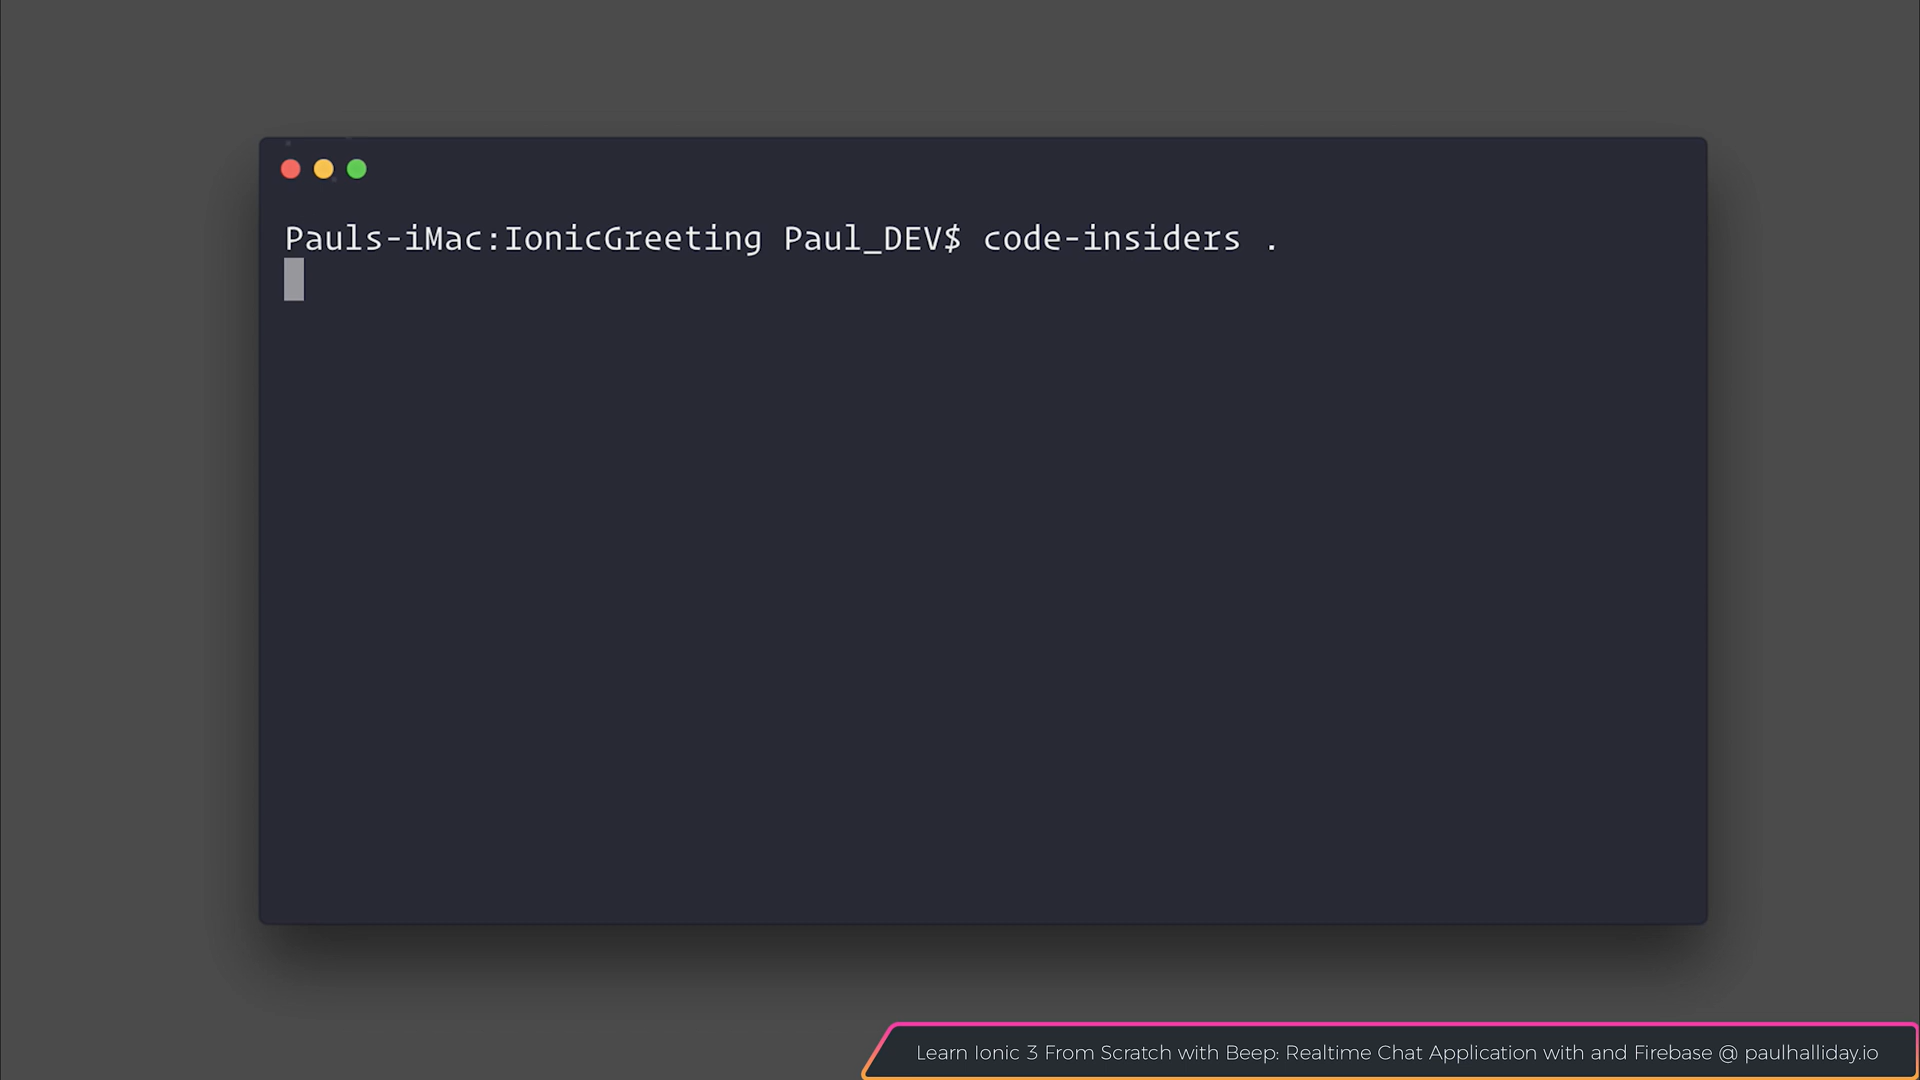 Pauls-iMac:IonicGreeting Paul_DEV$ code-insiders .
Learn Ionic 3 From Scratch with Beep: Realtime Chat Application with and Firebase @ paulhalliday.io